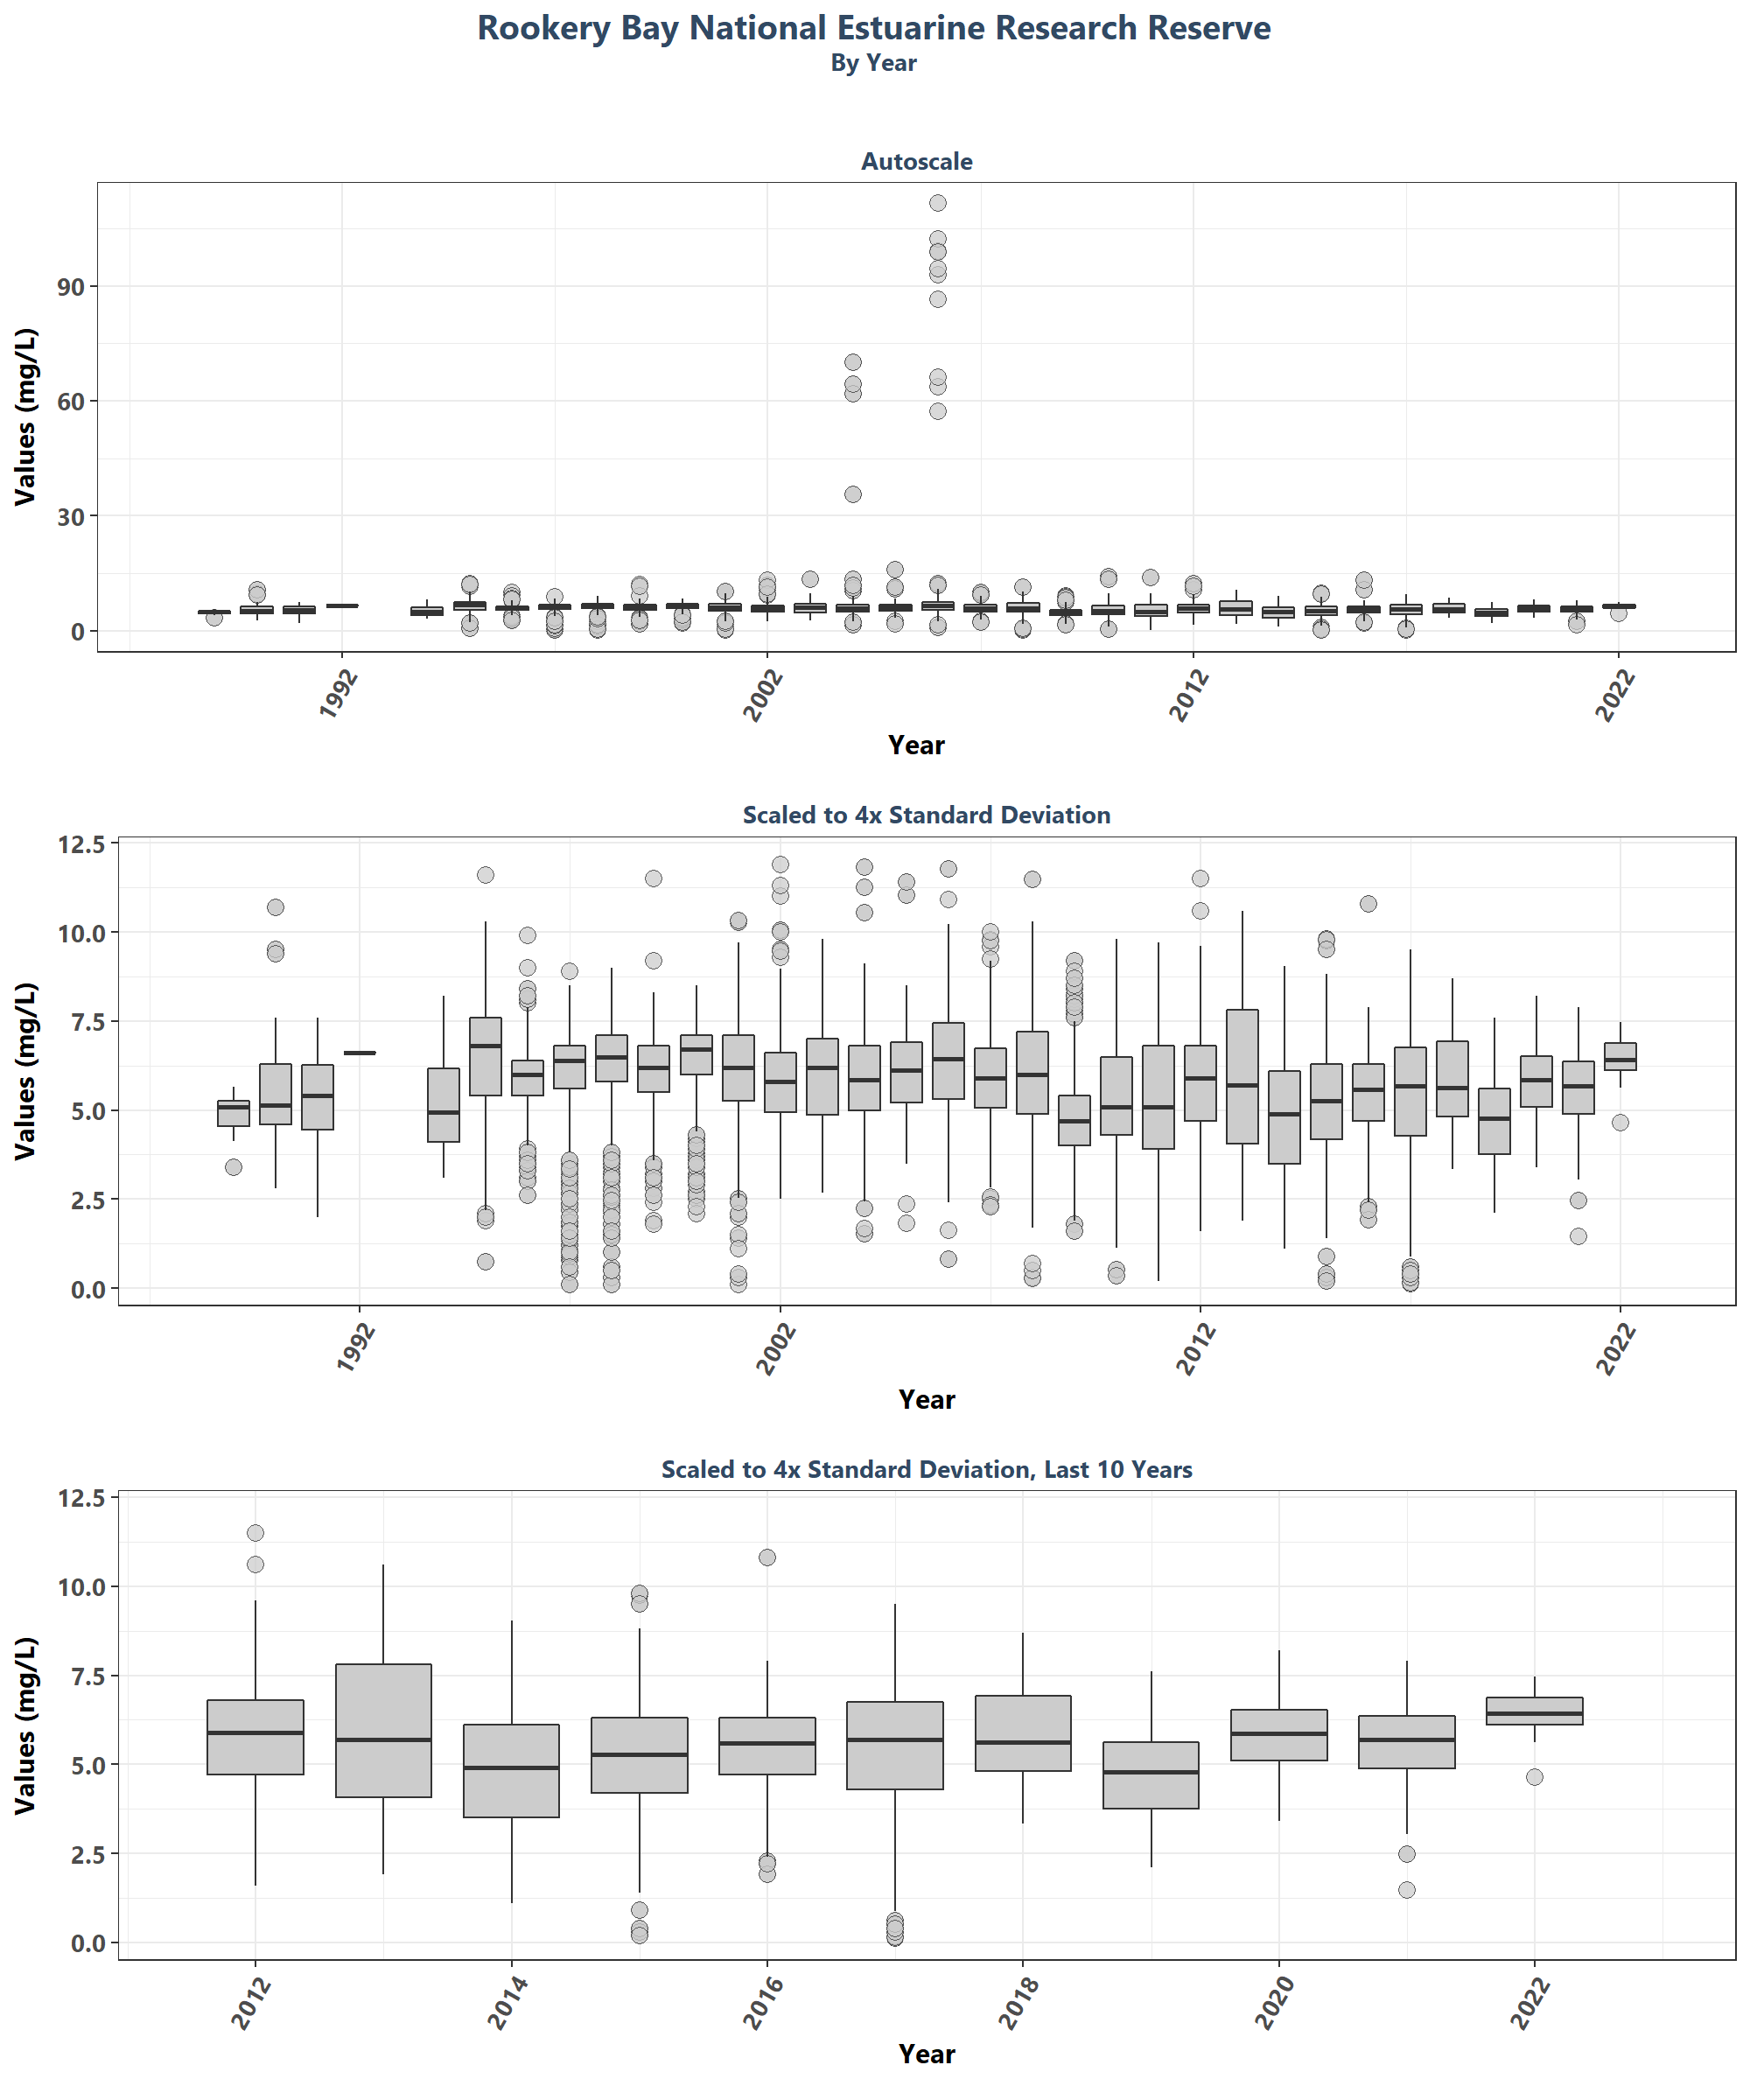 Rookery Bay National Estuarine Research Reserve
By Year
Autoscale
Values (mg/L)
90
60
30
0
1992
2002
2012
2022
Year
Scaled to 4x Standard Deviation
Values (mg/L)
12.5
10.0
7.5
5.0
2.5
0.0
1992
2002
2012
2022
Year
Scaled to 4x Standard Deviation, Last 10 Years
Values (mg/L)
12.5
10.0
7.5
5.0
2.5
0.0
2012
2014
2016
2018
2020
2022
Year